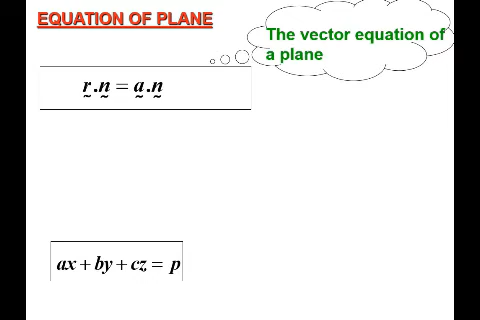 EQUATION OF PLANE
The vector equation of
a plane
r̰ . n̰ = a̰ . n̰
ax + by + cz = p